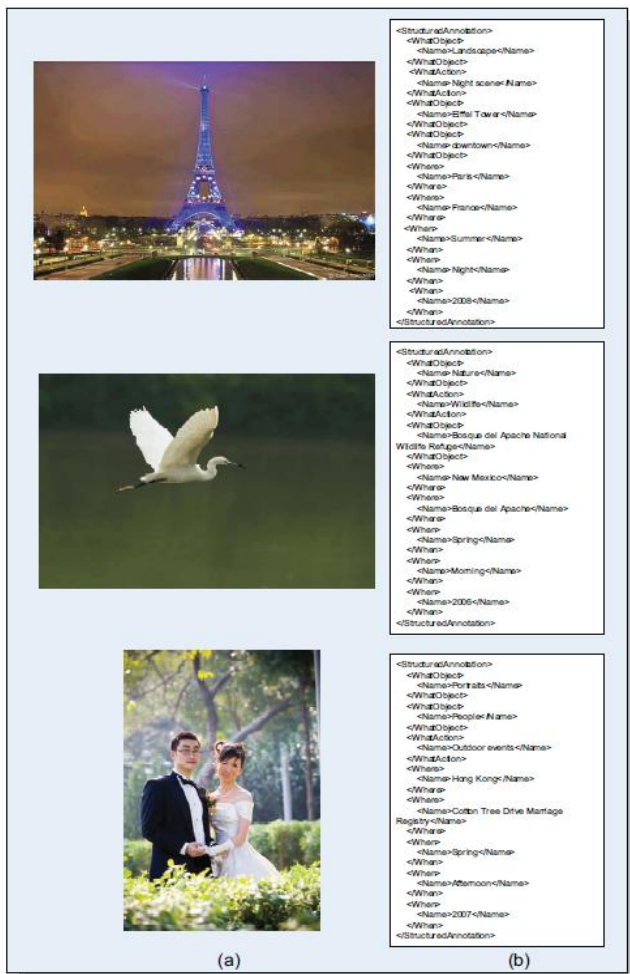 <StructuredAnnotation>
<WhatObject>
<Name>Landscape</Name>
</WhatObject>
<WhatAction>
<Name>Night scene</Name>
</WhatAction>
<WhatObject>
<Name>Eiffel Tower</Name>
</WhatObject>
<WhatObject>
<Name>downtown</Name>
</WhatObject>
<Where>
<Name>Paris</Name>
</Where>
<Where>
<Name>France</Name>
</Where>
<When>
<Name>Summer</Name>
</When>
<When>
<Name>Night</Name>
</When>
<When>
<Name>2008</Name>
</When>
</StructuredAnnotation>
<StructuredAnnotation>
<WhatObject>
<Name>Nature</Name>
</WhatObject>
<WhatAction>
<Name>Wildlife</Name>
</WhatAction>
<WhatObject>
<Name>Bosque del Apache National
Wildlife Refuge</Name>
</WhatObject>
<Where>
<Name>New Mexico</Name>
</Where>
<Where>
<Name>Bosque del Apache</Name>
</Where>
<When>
<Name>Spring</Name>
</When>
<When>
<Name>Morning</Name>
</When>
<When>
<Name>2006</Name>
</When>
</StructuredAnnotation>
<StructuredAnnotation>
<WhatObject>
<Name>Portraits</Name>
</WhatObject>
<WhatObject>
<Name>People</Name>
</WhatObject>
<WhatAction>
<Name>Outdoor events</Name>
</WhatAction>
<Where>
<Name>Hong Kong</Name>
</Where>
<Where>
<Name>Cotton Tree Drive Marriage
Registry</Name>
</Where>
<When>
<Name>Spring</Name>
</When>
<When>
<Name>Afternoon</Name>
</When>
<When>
<Name>2007</Name>
</When>
</StructuredAnnotation>
(a)
(b)